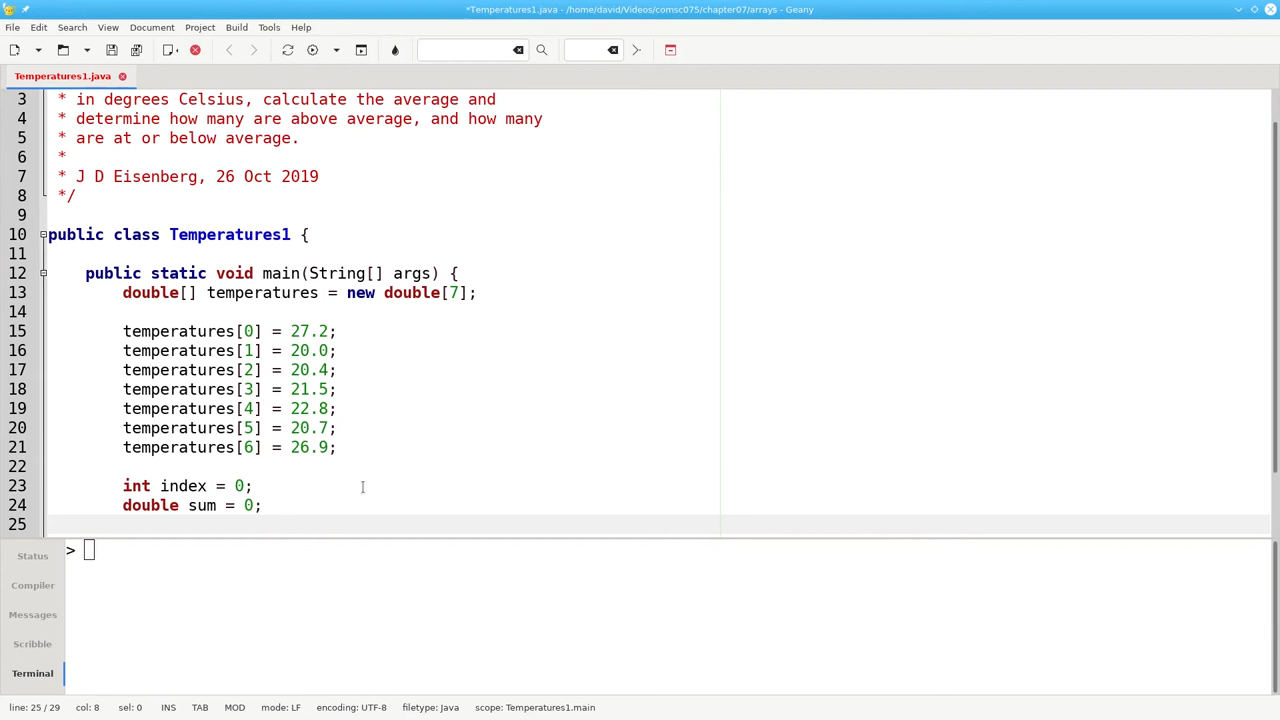 *Temperatures1.java - /home/david/Videos/comsc075/chapter07/arrays - Geany
File Edit Search View Document Project Build Tools Help
Temperatures1.java
3 * in degrees Celsius, calculate the average and
4 * determine how many are above average, and how many
5 * are at or below average.
6 *
7 * J D Eisenberg, 26 Oct 2019
8 */
9
10 public class Temperatures1 {
11
12 public static void main(String[] args) {
13 double[] temperatures = new double[7];
14
15 temperatures[0] = 27.2;
16 temperatures[1] = 20.0;
17 temperatures[2] = 20.4;
18 temperatures[3] = 21.5;
19 temperatures[4] = 22.8;
20 temperatures[5] = 20.7;
21 temperatures[6] = 26.9;
22
23 int index = 0;
24 double sum = 0;
25
Status
Compiler
Messages
Scribble
Terminal
>
line: 25 / 29 col: 8 sel: 0 INS TAB MOD mode: LF encoding: UTF-8 filetype: Java scope: Temperatures1.main